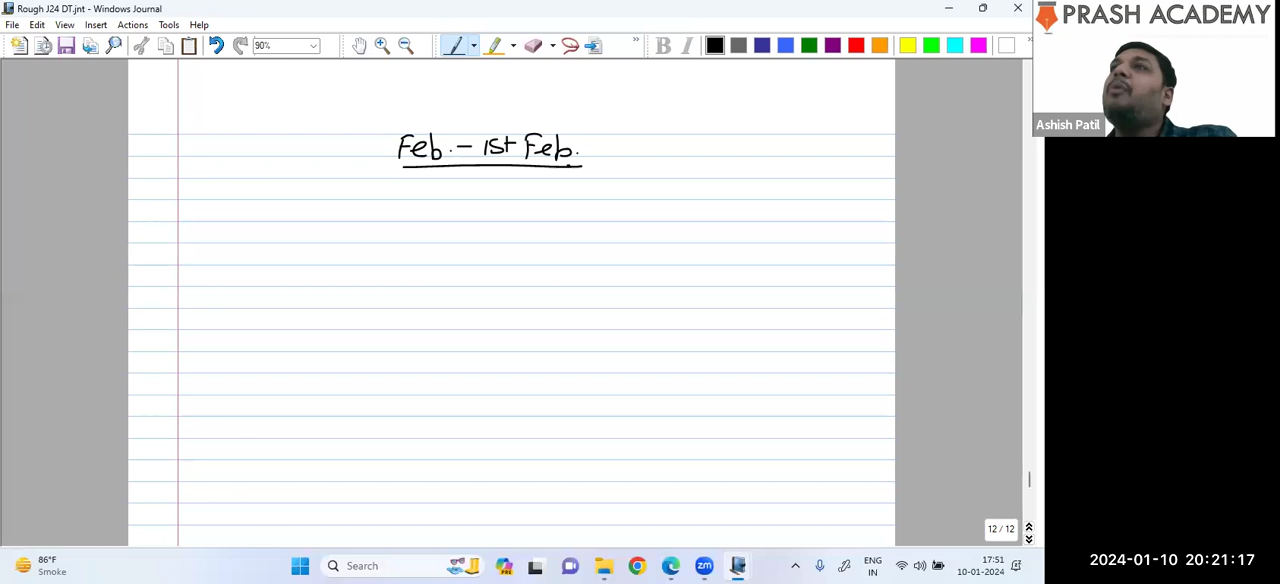 Rough J24 DT.jnt - Windows Journal
File Edit View Insert Actions Tools Help
90%
PRASH ACADEMY
Ashish Patil
Feb. - 1st Feb.
12 / 12
86°F
Smoke
Search
PRE
zm
ENG
IN
17:51
10-01-2024
2024-01-10 20:21:17